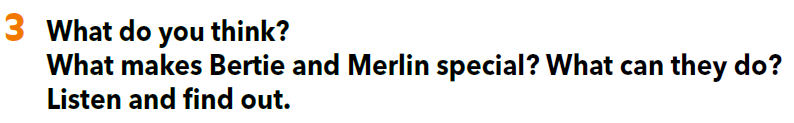 3 What do you think?
What makes Bertie and Merlin special? What can they do?
Listen and find out.